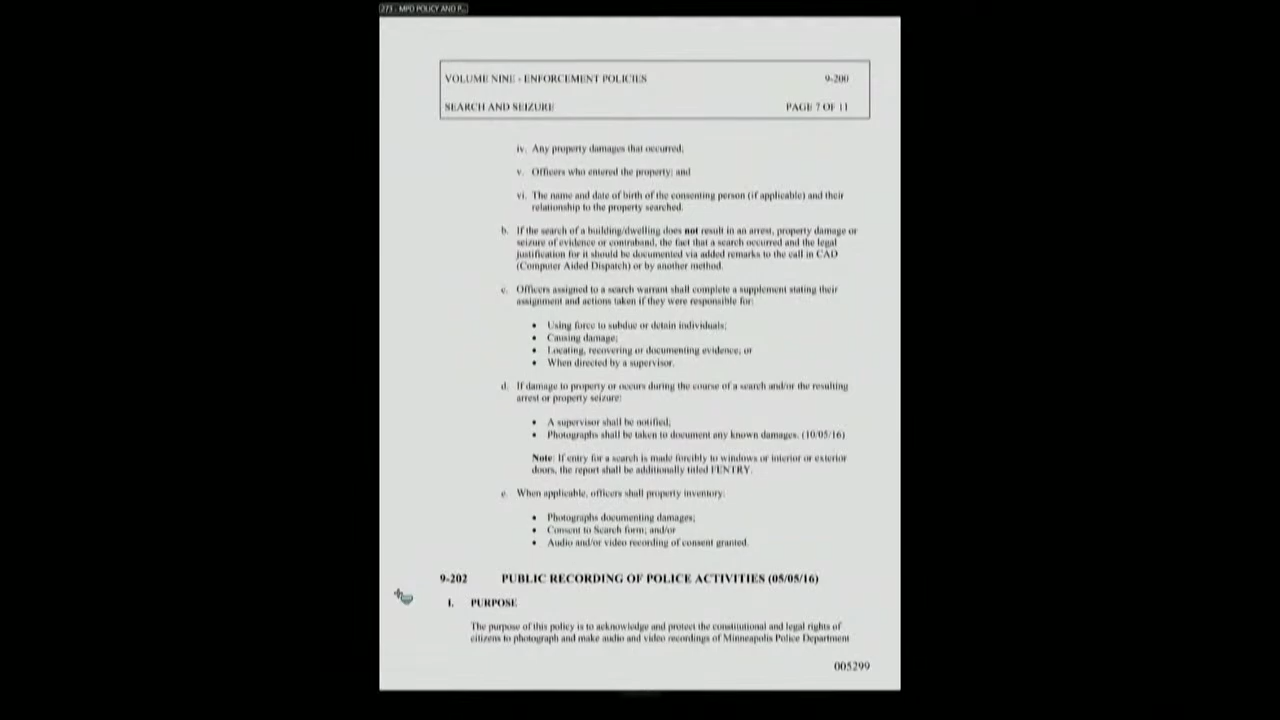 273 - MPD POLICY AND P...
VOLUME NINE - ENFORCEMENT POLICIES 9-200
SEARCH AND SEIZURE PAGE 7 OF 11
iv. Any property damages that occurred;
v. Officers who entered the property; and
vi. The name and date of birth of the consenting person (if applicable) and their
relationship to the property searched.
b. If the search of a building/dwelling does not result in an arrest, property damage or
seizure of evidence or contraband, the fact that a search occurred and the legal
justification for it should be documented via added remarks to the call in CAD
(Computer Aided Dispatch) or by another method.
c. Officers assigned to a search warrant shall complete a supplement stating their
assignment and actions taken if they were responsible for:
• Using force to subdue or detain individuals;
• Causing damage;
• Locating, recovering or documenting evidence; or
• When directed by a supervisor.
d. If damage to property or occurs during the course of a search and/or the resulting
arrest or property seizure:
• A supervisor shall be notified;
• Photographs shall be taken to document any known damages. (10/05/16)
Note: If entry for a search is made forcibly to windows or interior or exterior
doors, the report shall be additionally titled FENTRY.
e. When applicable, officers shall property inventory:
• Photographs documenting damages;
• Consent to Search form; and/or
• Audio and/or video recording of consent granted.
9-202 PUBLIC RECORDING OF POLICE ACTIVITIES (05/05/16)
I. PURPOSE
The purpose of this policy is to acknowledge and protect the constitutional and legal rights of
citizens to photograph and make audio and video recordings of Minneapolis Police Department
005299